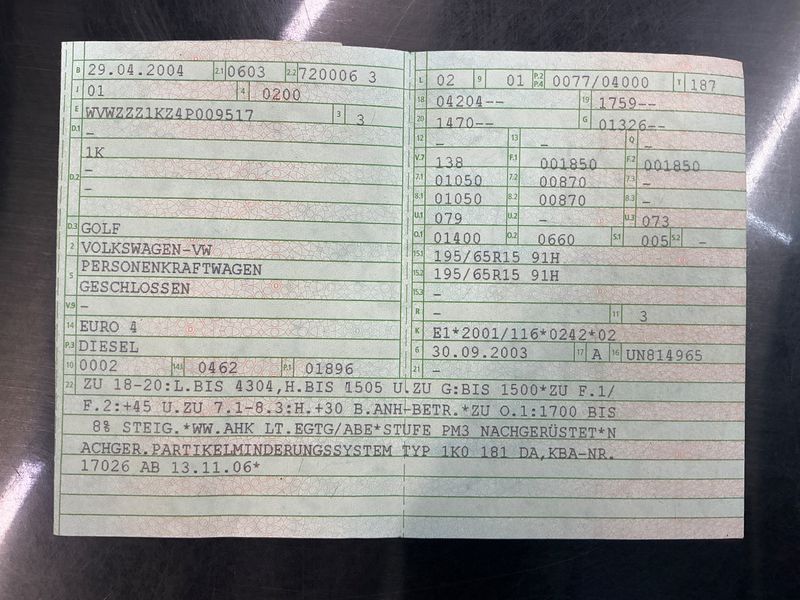 B 29.04.2004 2.1 0603 2.2 720006 3
J 01 4 0200
E WVWZZZ1KZ4P009517 3 3
D.1 -
D.2 1K
-
-
D.3 GOLF
2 VOLKSWAGEN-VW
5 PERSONENKRAFTWAGEN
GESCHLOSSEN
V.9 -
14 EURO 4
P.3 DIESEL
10 0002 14.1 0462 P.1 01896
L 02 9 01 P.2 P.4 0077/04000 T 187
18 04204-- 19 1759--
20 1470-- G 01326--
12 - 13 - Q -
V.7 138 F.1 001850 F.2 001850
7.1 01050 7.2 00870 7.3 -
8.1 01050 8.2 00870 8.3 -
U.1 079 U.2 - U.3 073
O.1 01400 O.2 0660 S.1 005 S.2 -
15.1 195/65R15 91H
15.2 195/65R15 91H
15.3 -
R - 11 3
K E1*2001/116*0242*02
6 30.09.2003 17 A 16 UN814965
21 -
22 ZU 18-20:L.BIS 4304,H.BIS 1505 U.ZU G:BIS 1500*ZU F.1/
F.2:+45 U.ZU 7.1-8.3:H.+30 B.ANH-BETR.*ZU O.1:1700 BIS
8% STEIG.*WW.AHK LT.EGTG/ABE*STUFE PM3 NACHGERÜSTET*N
ACHGER.PARTIKELMINDERUNGSSYSTEM TYP 1K0 181 DA,KBA-NR.
17026 AB 13.11.06*